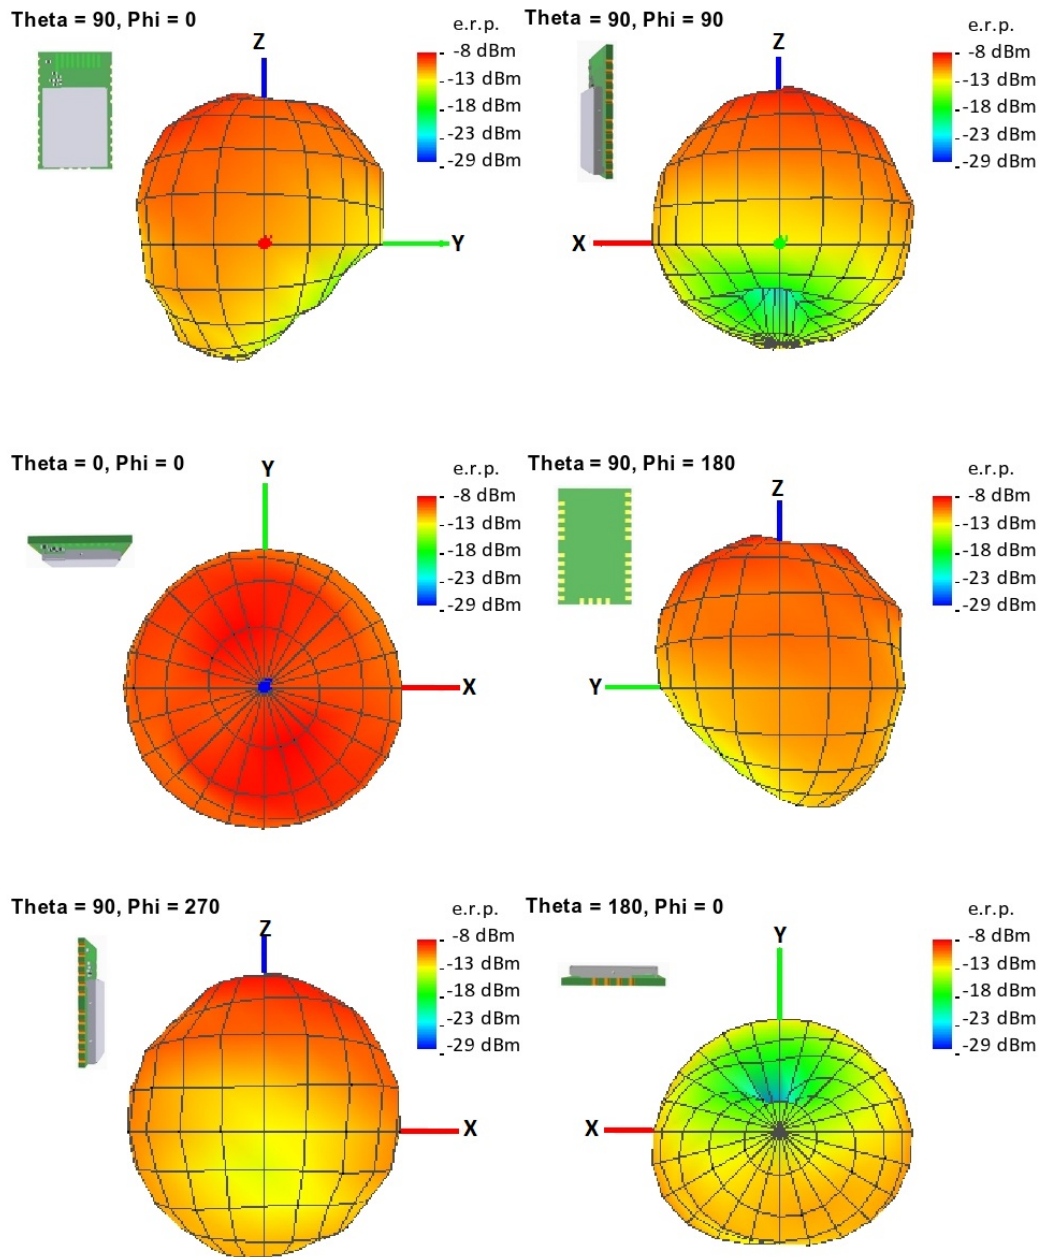 Theta = 90, Phi = 0
Z
Y
e.r.p.
-8 dBm
-13 dBm
-18 dBm
-23 dBm
-29 dBm
Theta = 90, Phi = 90
Z
X
e.r.p.
-8 dBm
-13 dBm
-18 dBm
-23 dBm
-29 dBm
Theta = 0, Phi = 0
Y
X
e.r.p.
-8 dBm
-13 dBm
-18 dBm
-23 dBm
-29 dBm
Theta = 90, Phi = 180
Z
Y
e.r.p.
-8 dBm
-13 dBm
-18 dBm
-23 dBm
-29 dBm
Theta = 90, Phi = 270
Z
X
e.r.p.
-8 dBm
-13 dBm
-18 dBm
-23 dBm
-29 dBm
Theta = 180, Phi = 0
Y
X
e.r.p.
-8 dBm
-13 dBm
-18 dBm
-23 dBm
-29 dBm